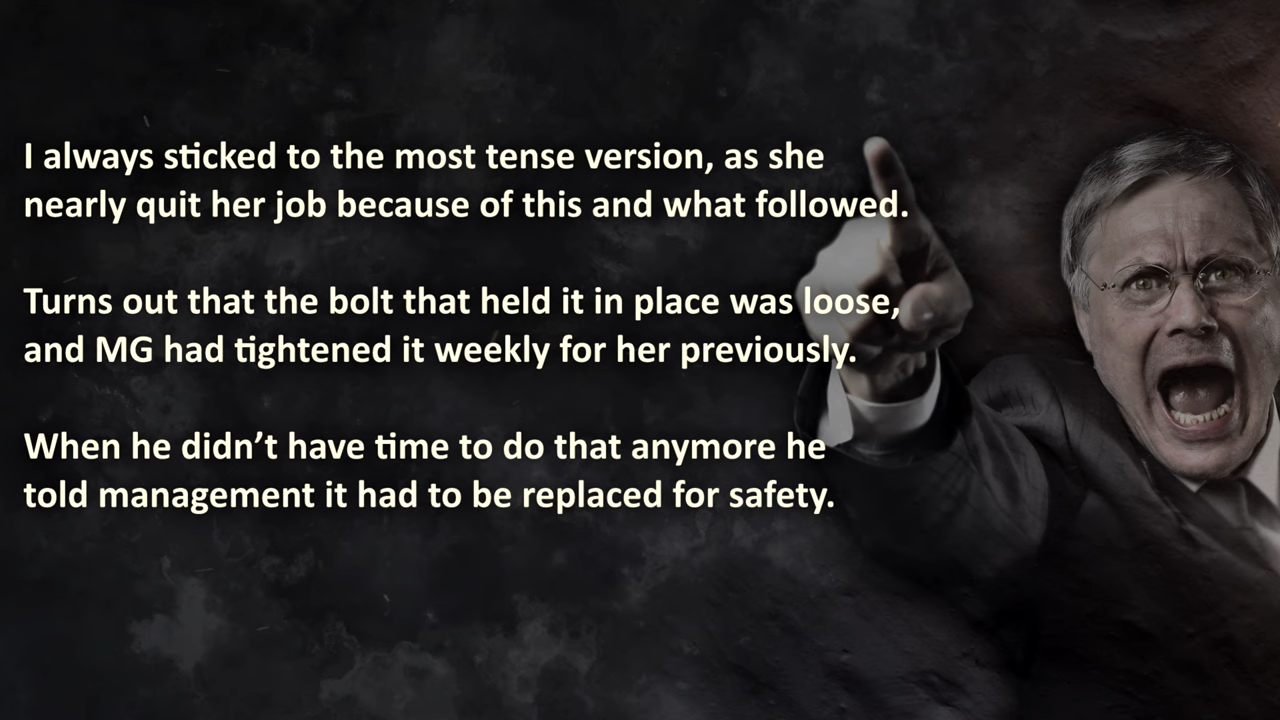 I always sticked to the most tense version, as she
nearly quit her job because of this and what followed.
Turns out that the bolt that held it in place was loose,
and MG had tightened it weekly for her previously.
When he didn’t have time to do that anymore he
told management it had to be replaced for safety.